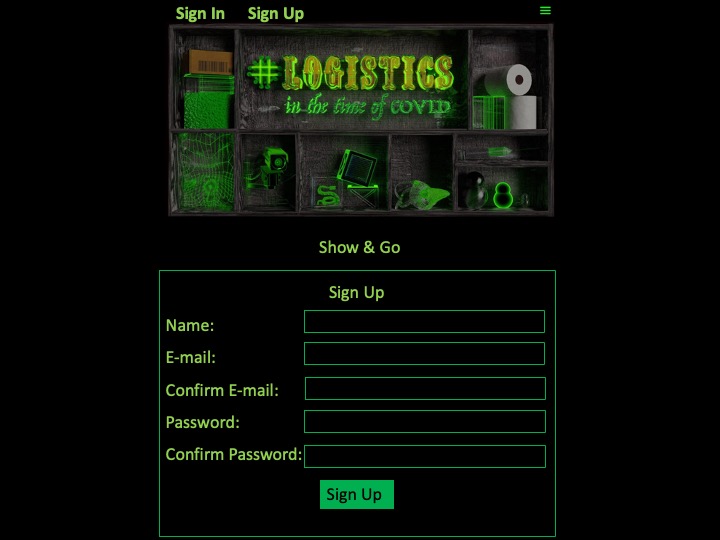 Sign In Sign Up
#LOGISTICS
in the time of COVID
Show & Go
Sign Up
Name:
E-mail:
Confirm E-mail:
Password:
Confirm Password:
Sign Up